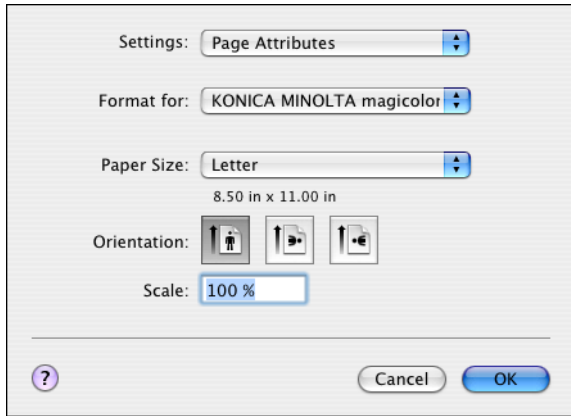 Settings: Page Attributes
Format for: KONICA MINOLTA magicolor
Paper Size: Letter
8.50 in x 11.00 in
Orientation:
Scale: 100 %
? Cancel OK